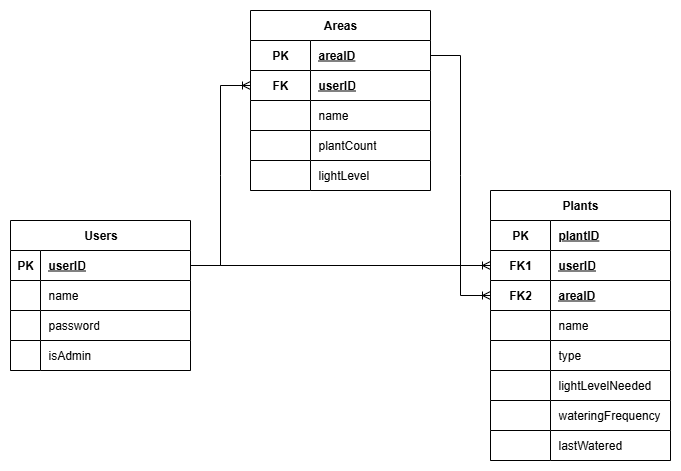 Areas
PK areaID
FK userID
name
plantCount
lightLevel
Users
PK userID
name
password
isAdmin
Plants
PK plantID
FK1 userID
FK2 areaID
name
type
lightLevelNeeded
wateringFrequency
lastWatered